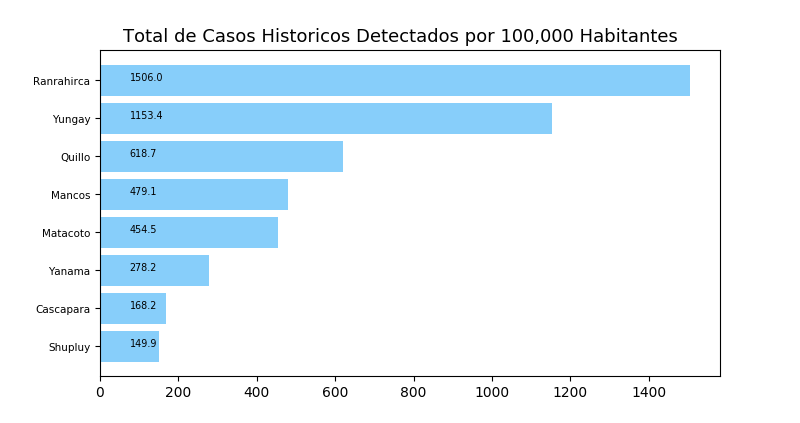 Total de Casos Historicos Detectados por 100,000 Habitantes
Ranrahirca 1506.0
Yungay 1153.4
Quillo 618.7
Mancos 479.1
Matacoto 454.5
Yanama 278.2
Cascapara 168.2
Shupluy 149.9
0 200 400 600 800 1000 1200 1400